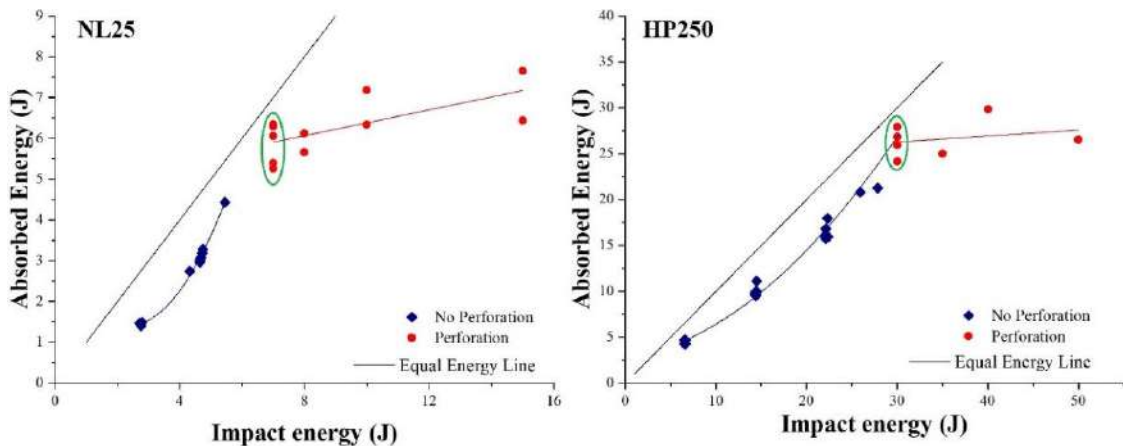 NL25
9
8
7
6
5
4
3
2
1
0
Absorbed Energy (J)
No Perforation
Perforation
Equal Energy Line
0 4 8 12 16
Impact energy (J)
HP250
40
35
30
25
20
15
10
5
0
Absorbed Energy (J)
No Perforation
Perforation
Equal Energy Line
0 10 20 30 40 50
Impact energy (J)